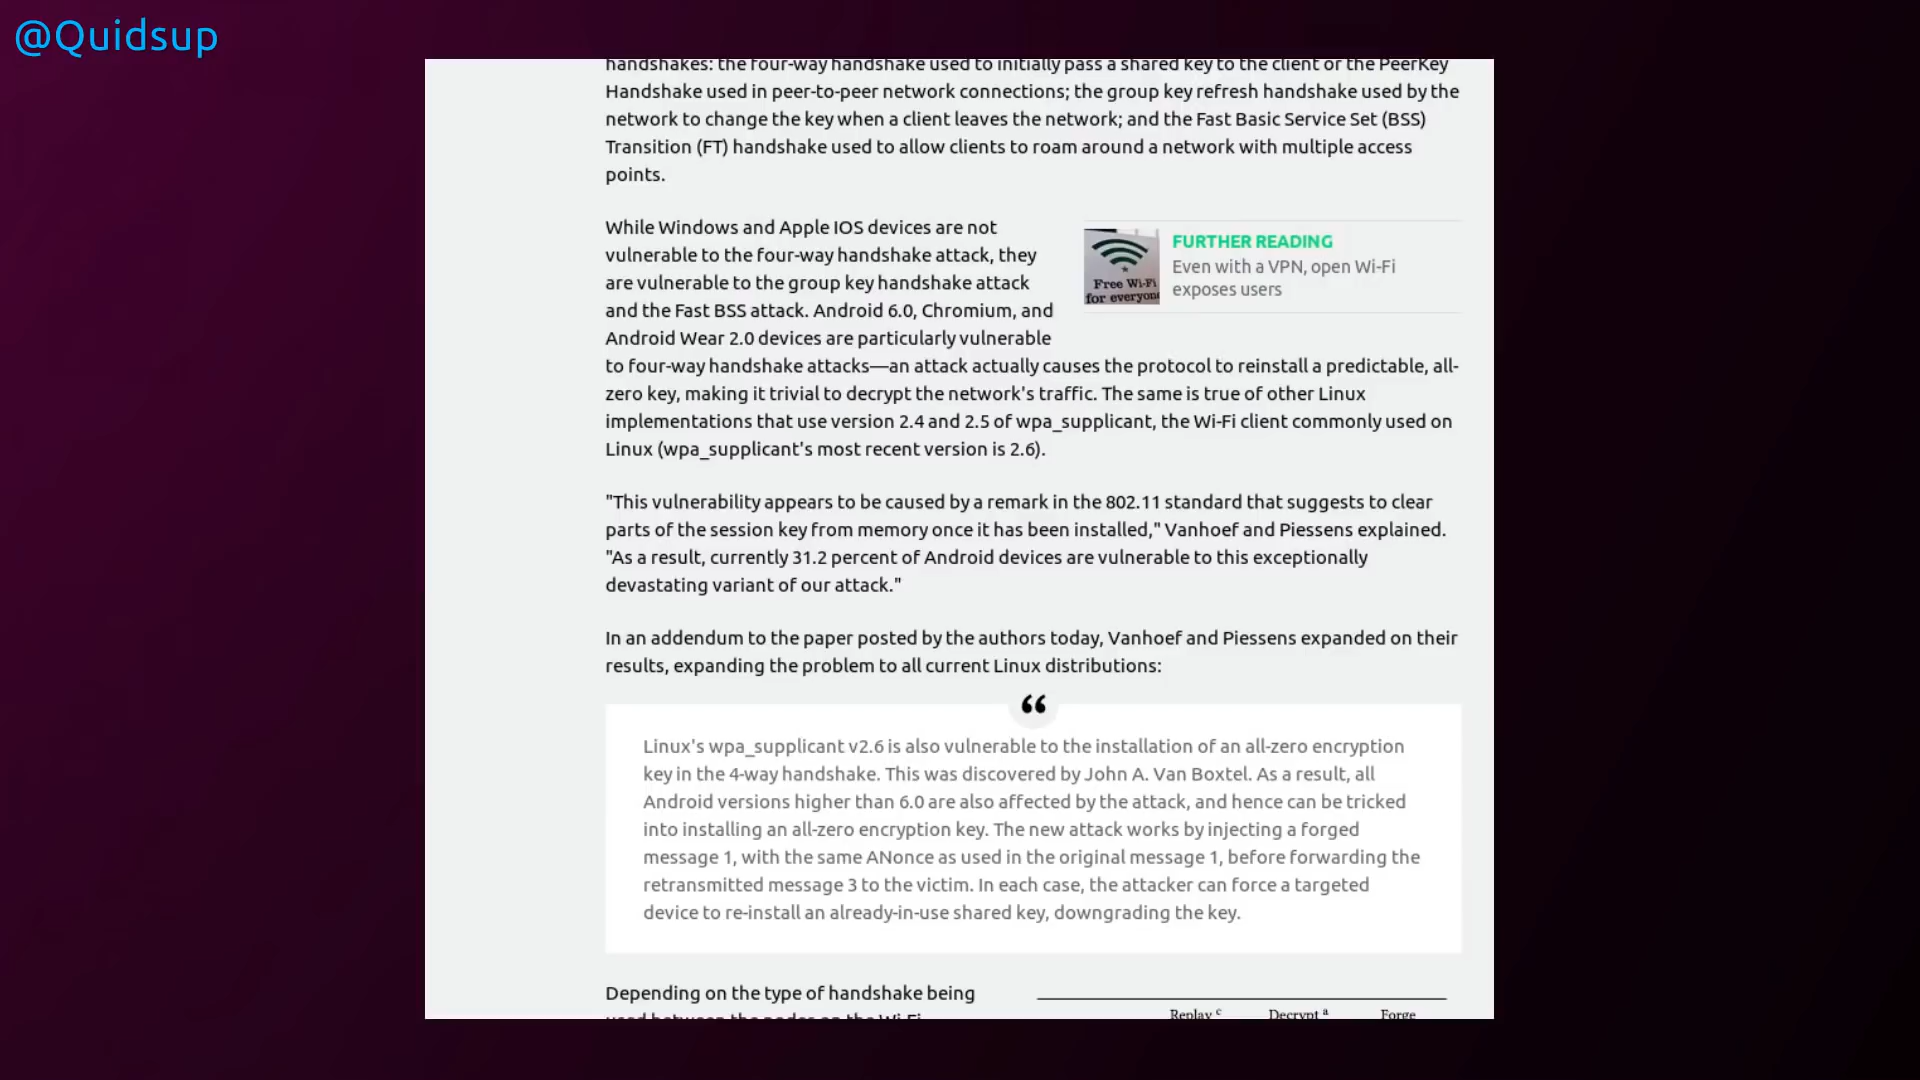 @Quidsup
handshakes: the four-way handshake used to initially pass a shared key to the client or the PeerKey
Handshake used in peer-to-peer network connections; the group key refresh handshake used by the
network to change the key when a client leaves the network; and the Fast Basic Service Set (BSS)
Transition (FT) handshake used to allow clients to roam around a network with multiple access
points.
While Windows and Apple IOS devices are not
vulnerable to the four-way handshake attack, they
are vulnerable to the group key handshake attack
and the Fast BSS attack. Android 6.0, Chromium, and
Android Wear 2.0 devices are particularly vulnerable
to four-way handshake attacks—an attack actually causes the protocol to reinstall a predictable, all-
zero key, making it trivial to decrypt the network's traffic. The same is true of other Linux
implementations that use version 2.4 and 2.5 of wpa_supplicant, the Wi-Fi client commonly used on
Linux (wpa_supplicant's most recent version is 2.6).
Free Wi-Fi
for everyone
FURTHER READING
Even with a VPN, open Wi-Fi
exposes users
"This vulnerability appears to be caused by a remark in the 802.11 standard that suggests to clear
parts of the session key from memory once it has been installed," Vanhoef and Piessens explained.
"As a result, currently 31.2 percent of Android devices are vulnerable to this exceptionally
devastating variant of our attack."
In an addendum to the paper posted by the authors today, Vanhoef and Piessens expanded on their
results, expanding the problem to all current Linux distributions:
“
Linux's wpa_supplicant v2.6 is also vulnerable to the installation of an all-zero encryption
key in the 4-way handshake. This was discovered by John A. Van Boxtel. As a result, all
Android versions higher than 6.0 are also affected by the attack, and hence can be tricked
into installing an all-zero encryption key. The new attack works by injecting a forged
message 1, with the same ANonce as used in the original message 1, before forwarding the
retransmitted message 3 to the victim. In each case, the attacker can force a targeted
device to re-install an already-in-use shared key, downgrading the key.
Depending on the type of handshake being
used between the nodes on the Wi-Fi
Replay c Decrypt a Forge